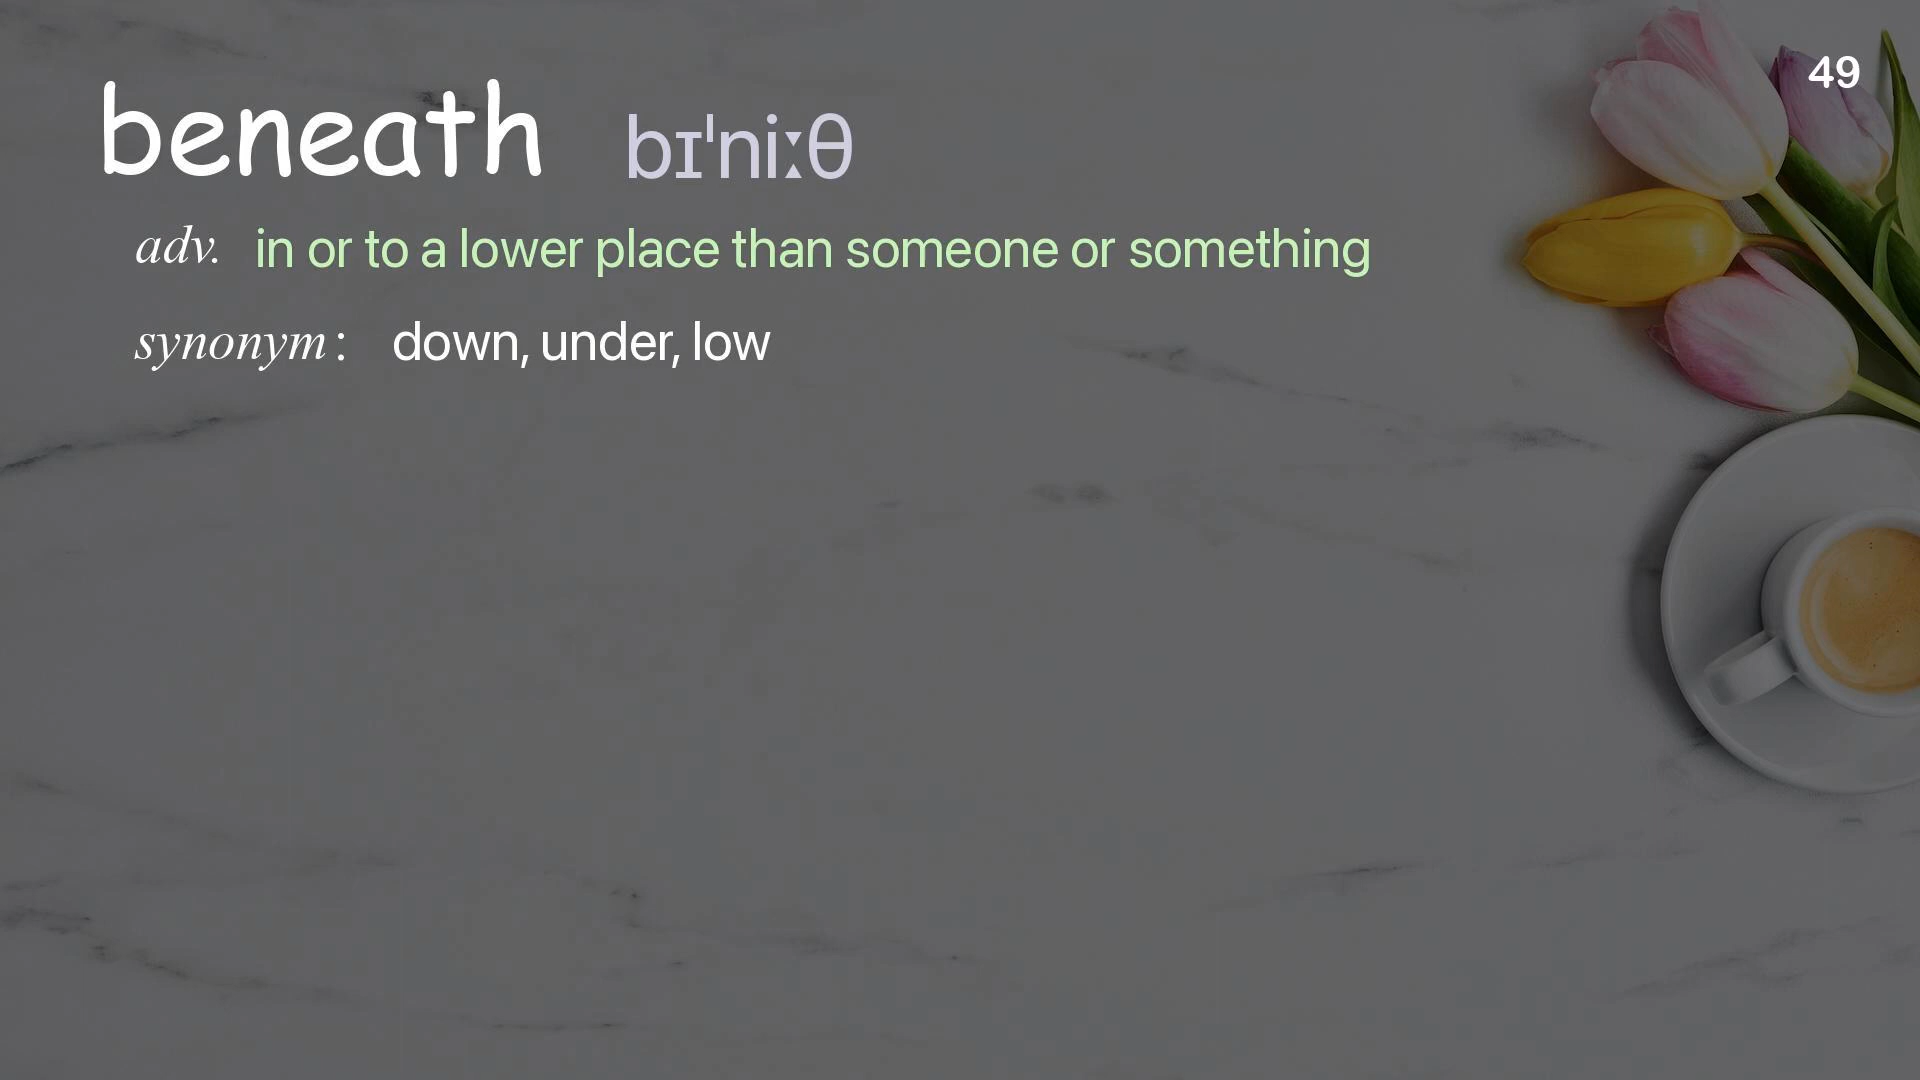 49
beneath bɪˈniːθ
adv. in or to a lower place than someone or something
synonym: down, under, low